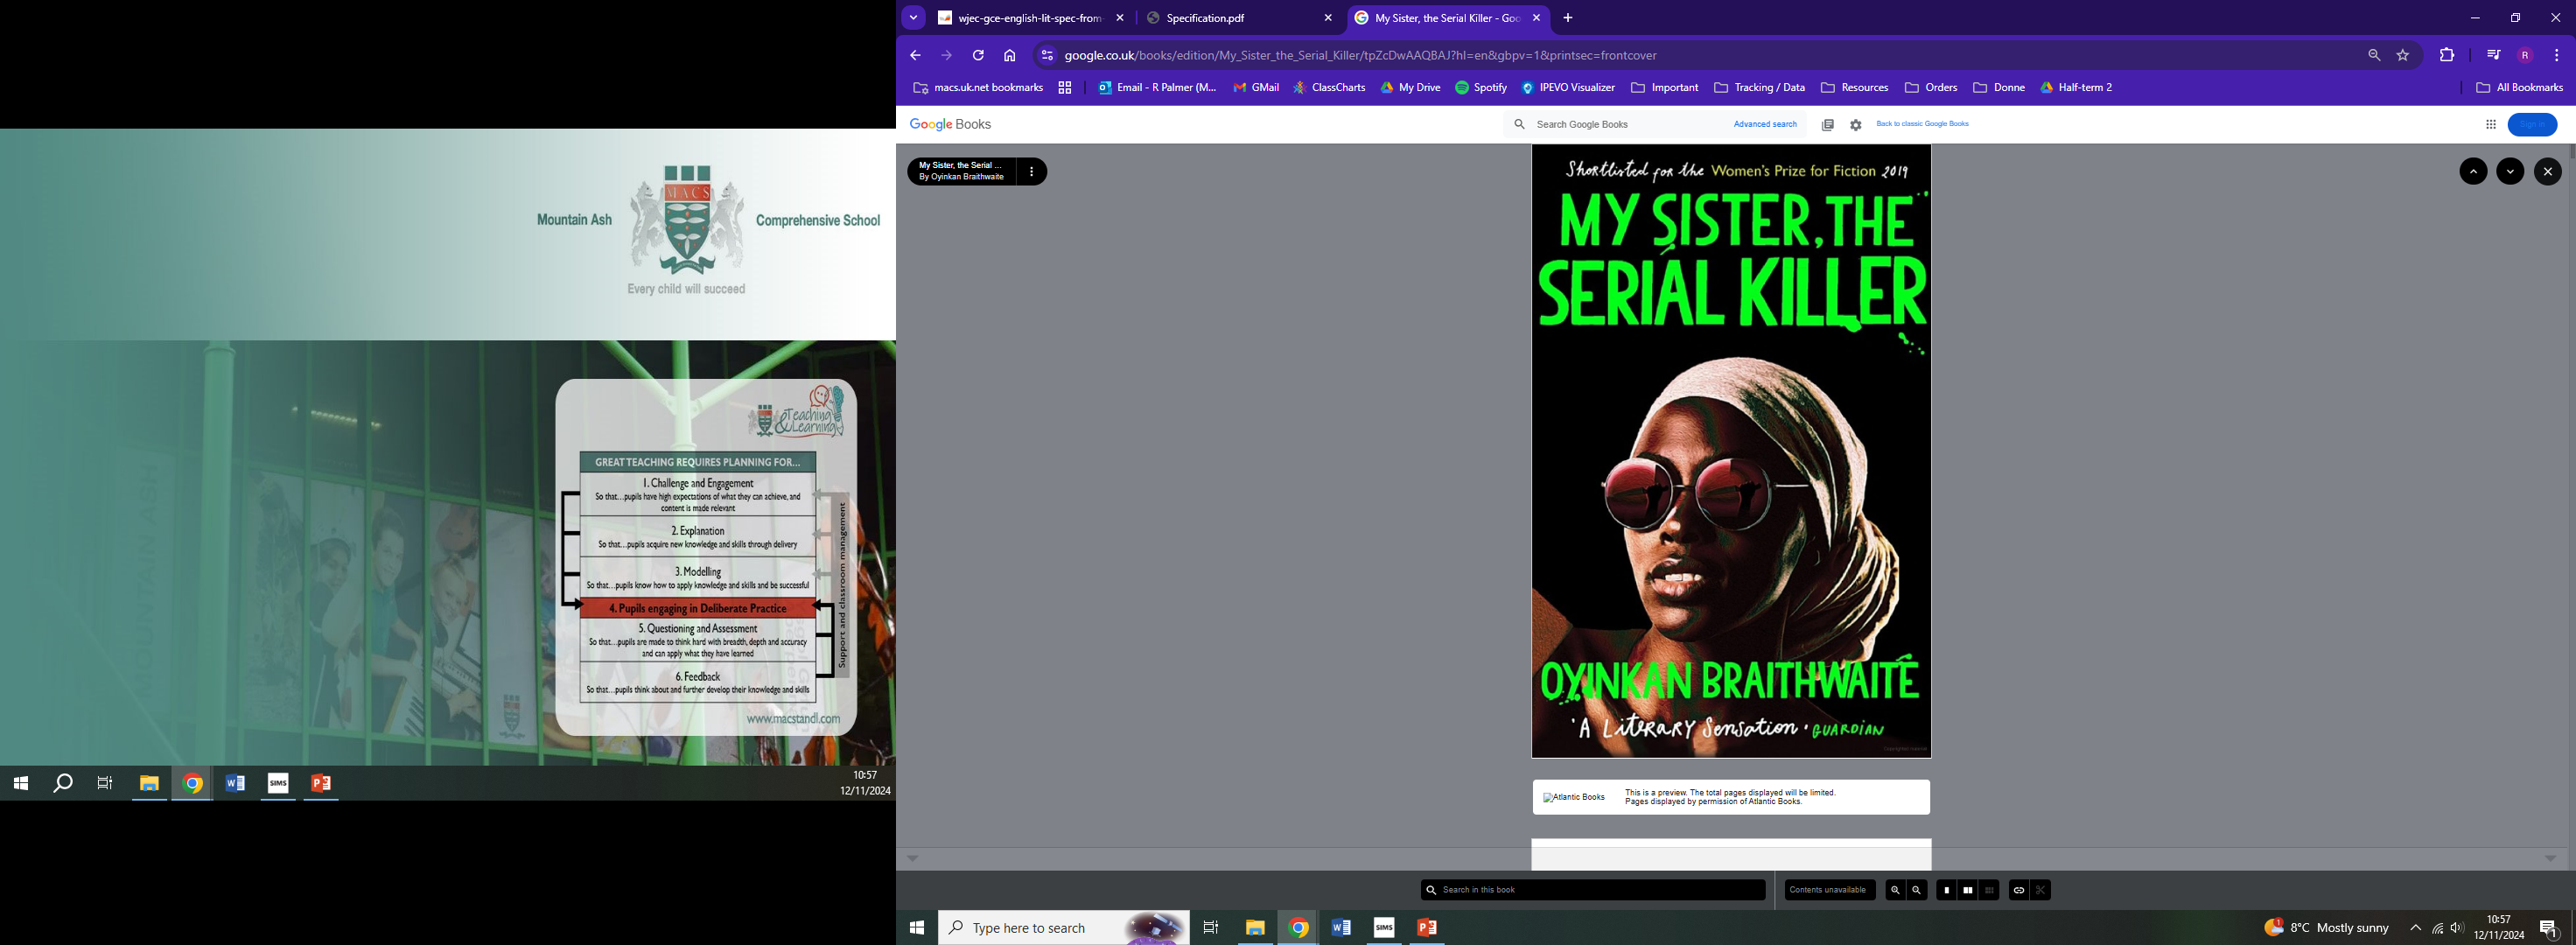 Mountain Ash
MACS
Comprehensive School
Every child will succeed
Teaching
& Learning
GREAT TEACHING REQUIRES PLANNING FOR...
1. Challenge and Engagement
So that...pupils have high expectations of what they can achieve, and
content is made relevant
2. Explanation
So that...pupils acquire new knowledge and skills through delivery
3. Modelling
So that...pupils know how to apply knowledge and skills and be successful
4. Pupils engaging in Deliberate Practice
5. Questioning and Assessment
So that...pupils are made to think hard with breadth, depth and accuracy
and can apply what they have learned
6. Feedback
So that...pupils think about and further develop their knowledge and skills
Support and classroom management
www.macstandl.com
SIMS
10:57
12/11/2024
wjec-gce-english-lit-spec-from
Specification.pdf
My Sister, the Serial Killer - Goo
google.co.uk/books/edition/My_Sister_the_Serial_Killer/tpZcDwAAQBAJ?hl=en&gbpv=1&printsec=frontcover
R
macs.uk.net bookmarks
Email - R Palmer (M...
GMail
ClassCharts
My Drive
Spotify
IPEVO Visualizer
Important
Tracking / Data
Resources
Orders
Donne
Half-term 2
All Bookmarks
Google Books
Search Google Books
Advanced search
Back to classic Google Books
Sign in
My Sister, the Serial ...
By Oyinkan Braithwaite
Shortlisted for the Women's Prize for Fiction 2019
MY SISTER, THE
SERIAL KILLER
OYINKAN BRAITHWAITE
'A Literary Sensation' GUARDIAN
Atlantic Books
This is a preview. The total pages displayed will be limited.
Pages displayed by permission of Atlantic Books.
Search in this book
Contents unavailable
Type here to search
SIMS
8°C Mostly sunny
10:57
12/11/2024
1